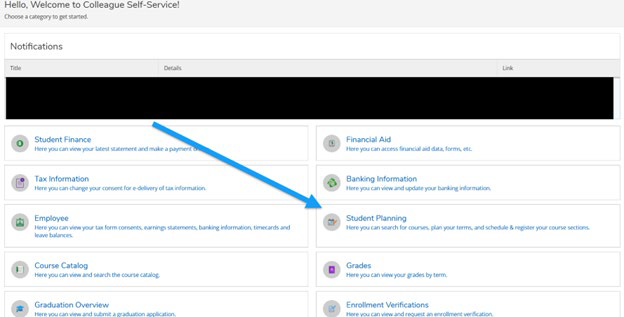 Hello, Welcome to Colleague Self-Service!
Choose a category to get started.
Notifications
Title Details Link
Student Finance
Here you can view your latest statement and make a payment
Financial Aid
Here you can access financial aid data, forms, etc.
Tax Information
Here you can change your consent for e-delivery of tax information.
Banking Information
Here you can view and update your banking information.
Employee
Here you can view your tax form consents, earnings statements, banking information, timecards and
leave balances.
Student Planning
Here you can search for courses, plan your terms, and schedule & register your course sections.
Course Catalog
Here you can view and search the course catalog.
Grades
Here you can view your grades by term.
Graduation Overview
Here you can view and submit a graduation application.
Enrollment Verifications
Here you can view and request an enrollment verification.